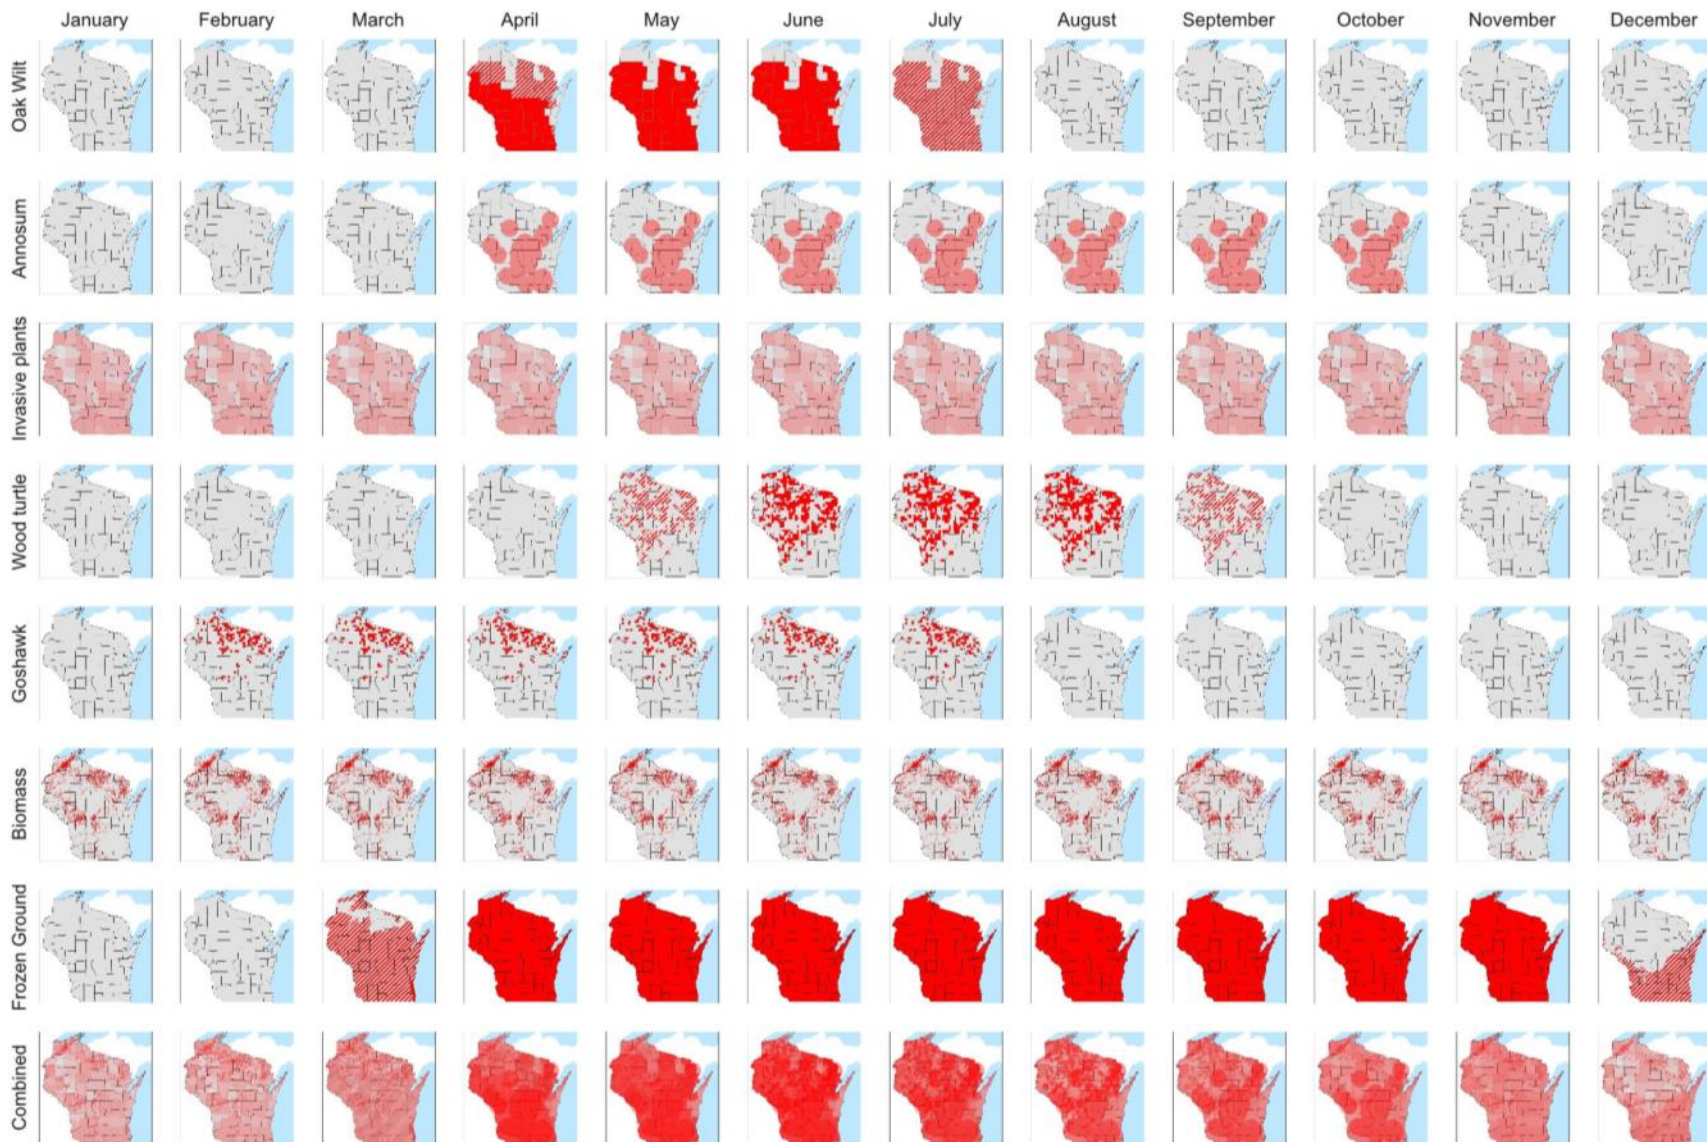 January February March April May June July August September October November December
Oak Wilt
Annosum
Invasive plants
Wood turtle
Goshawk
Biomass
Frozen Ground
Combined